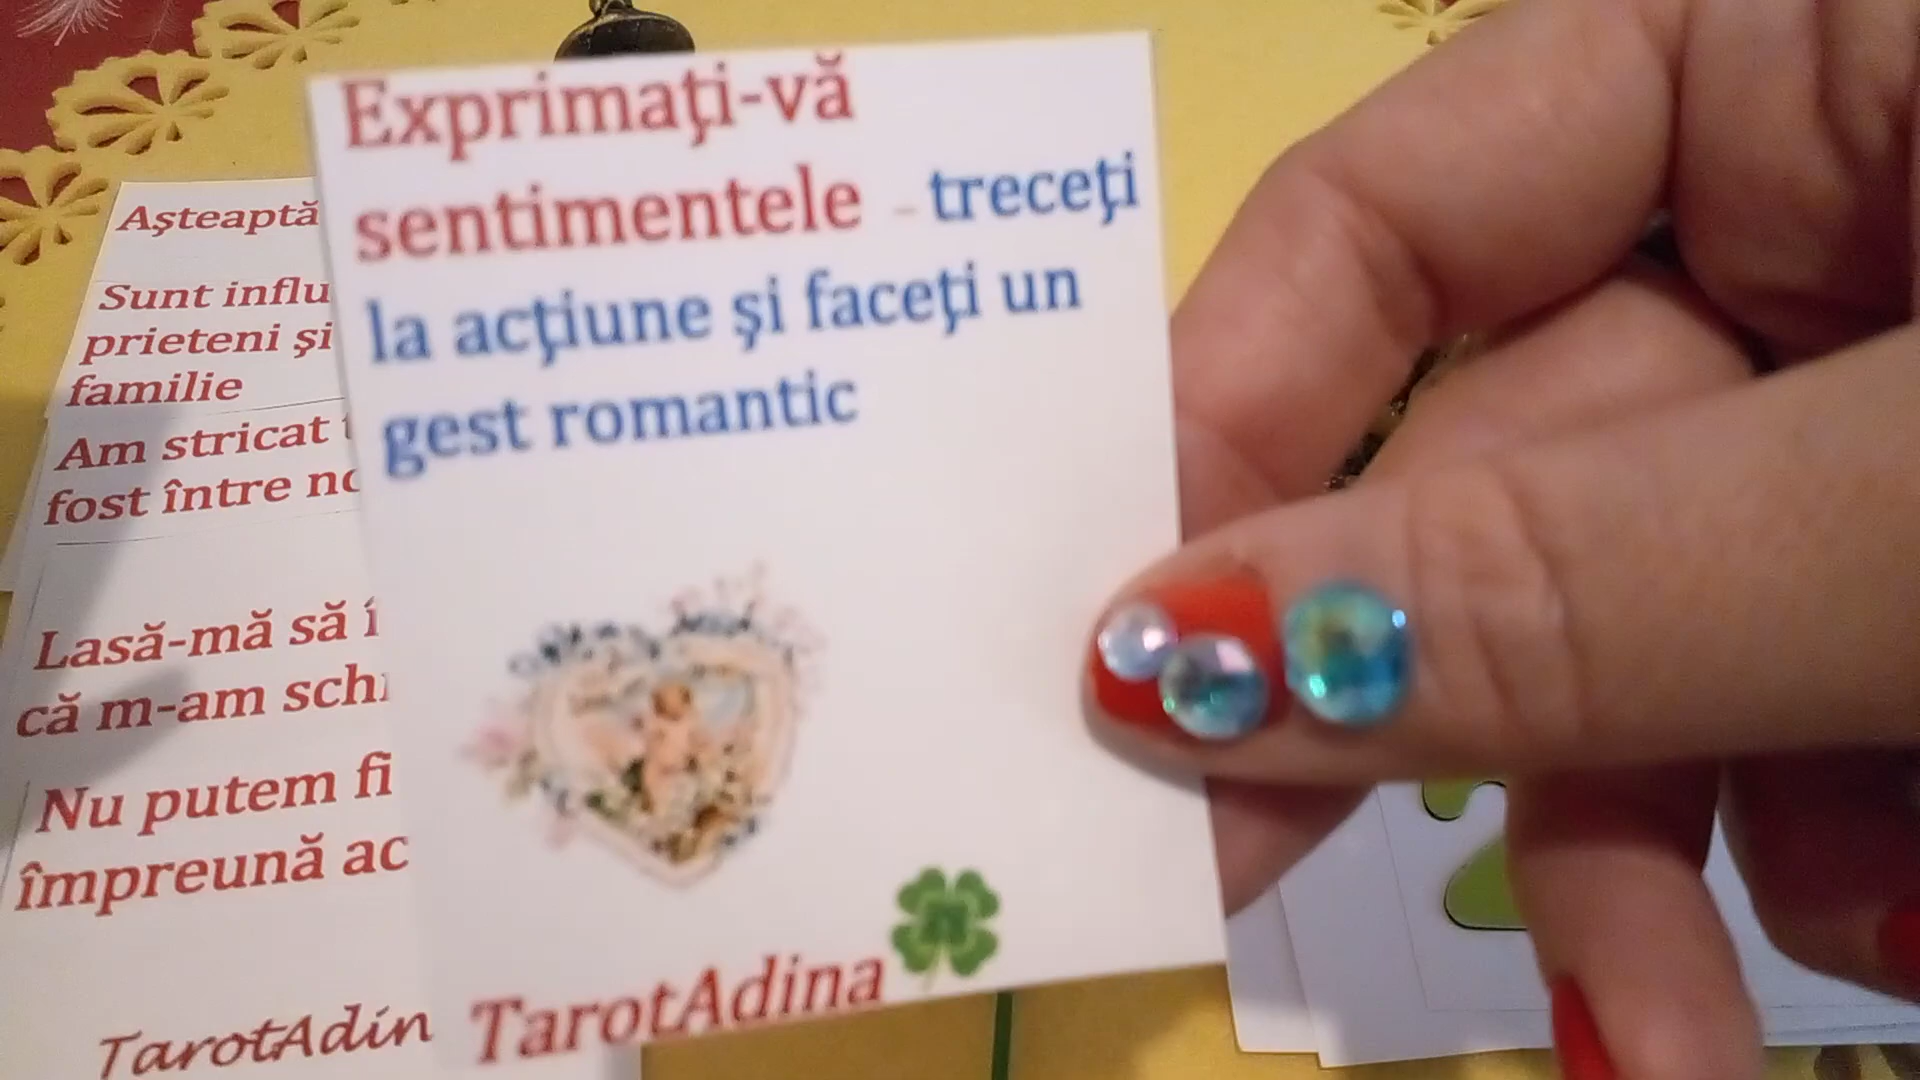 Exprimaţi-vă
sentimentele – treceţi
la acţiune şi faceţi un
gest romantic
TarotAdina
Aşteaptă
Sunt influ
prieteni şi
familie
Am stricat
fost între
Lasă-mă să
că m-am sch
Nu putem fi
împreună ac
TarotAdin